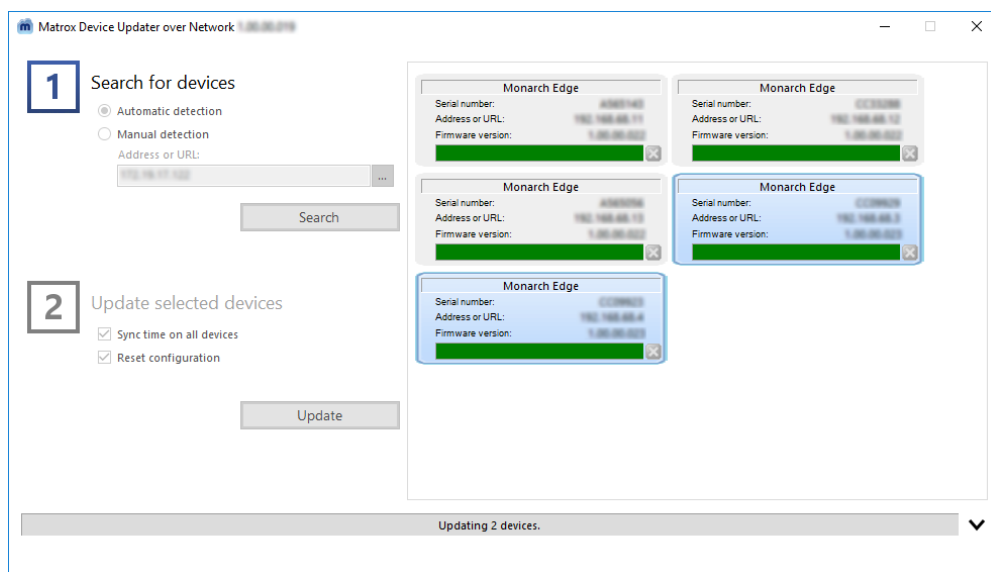 Matrox Device Updater over Network
1
Search for devices
Automatic detection
Manual detection
Address or URL:
...
Search
2
Update selected devices
Sync time on all devices
Reset configuration
Update
Monarch Edge
Serial number:
Address or URL:
Firmware version:
Monarch Edge
Serial number:
Address or URL:
Firmware version:
Monarch Edge
Serial number:
Address or URL:
Firmware version:
Monarch Edge
Serial number:
Address or URL:
Firmware version:
Monarch Edge
Serial number:
Address or URL:
Firmware version:
Updating 2 devices.